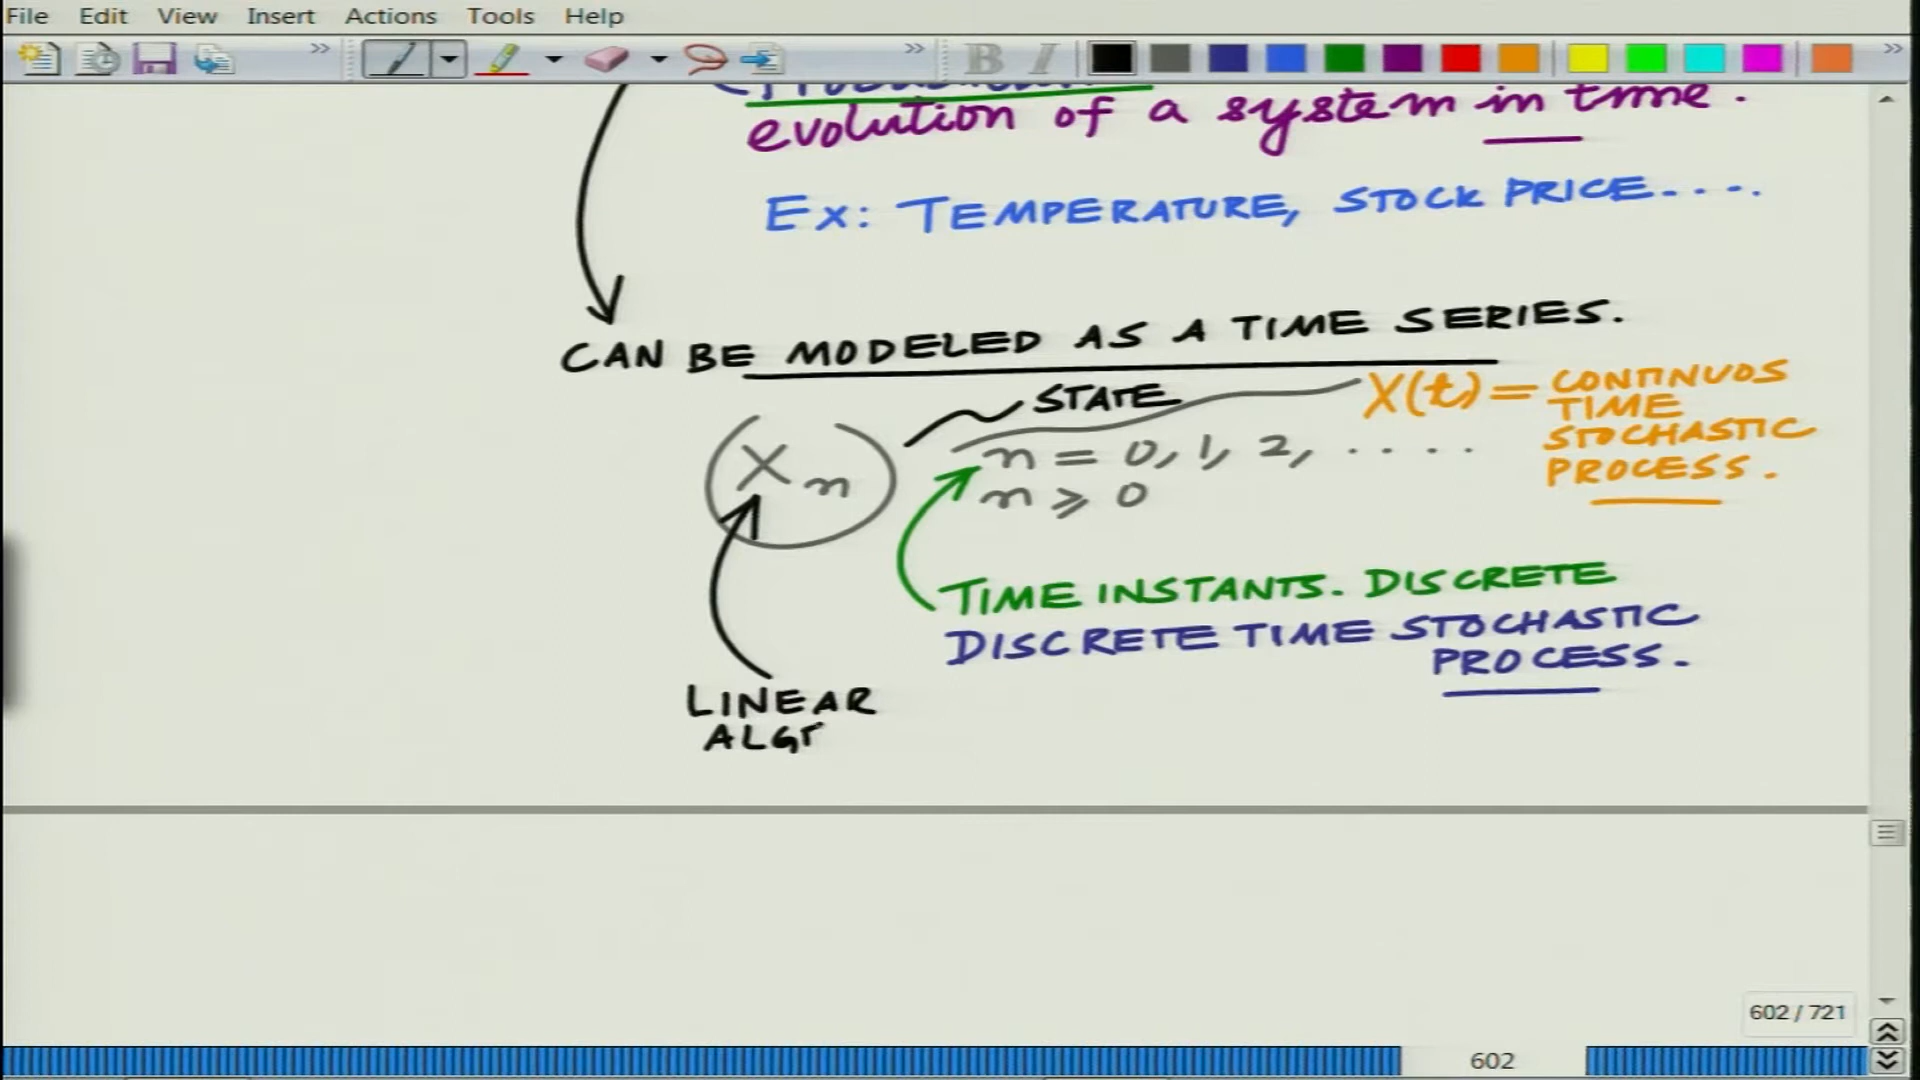 File Edit View Insert Actions Tools Help
evolution of a system in time.
Ex: TEMPERATURE, STOCK PRICE....
CAN BE MODELED AS A TIME SERIES.
STATE
X(t) = CONTINUOS
TIME
STOCHASTIC
PROCESS.
Xn
n = 0, 1, 2, ....
n ≥ 0
TIME INSTANTS. DISCRETE
DISCRETE TIME STOCHASTIC
PROCESS.
LINEAR
ALG
602 / 721
602